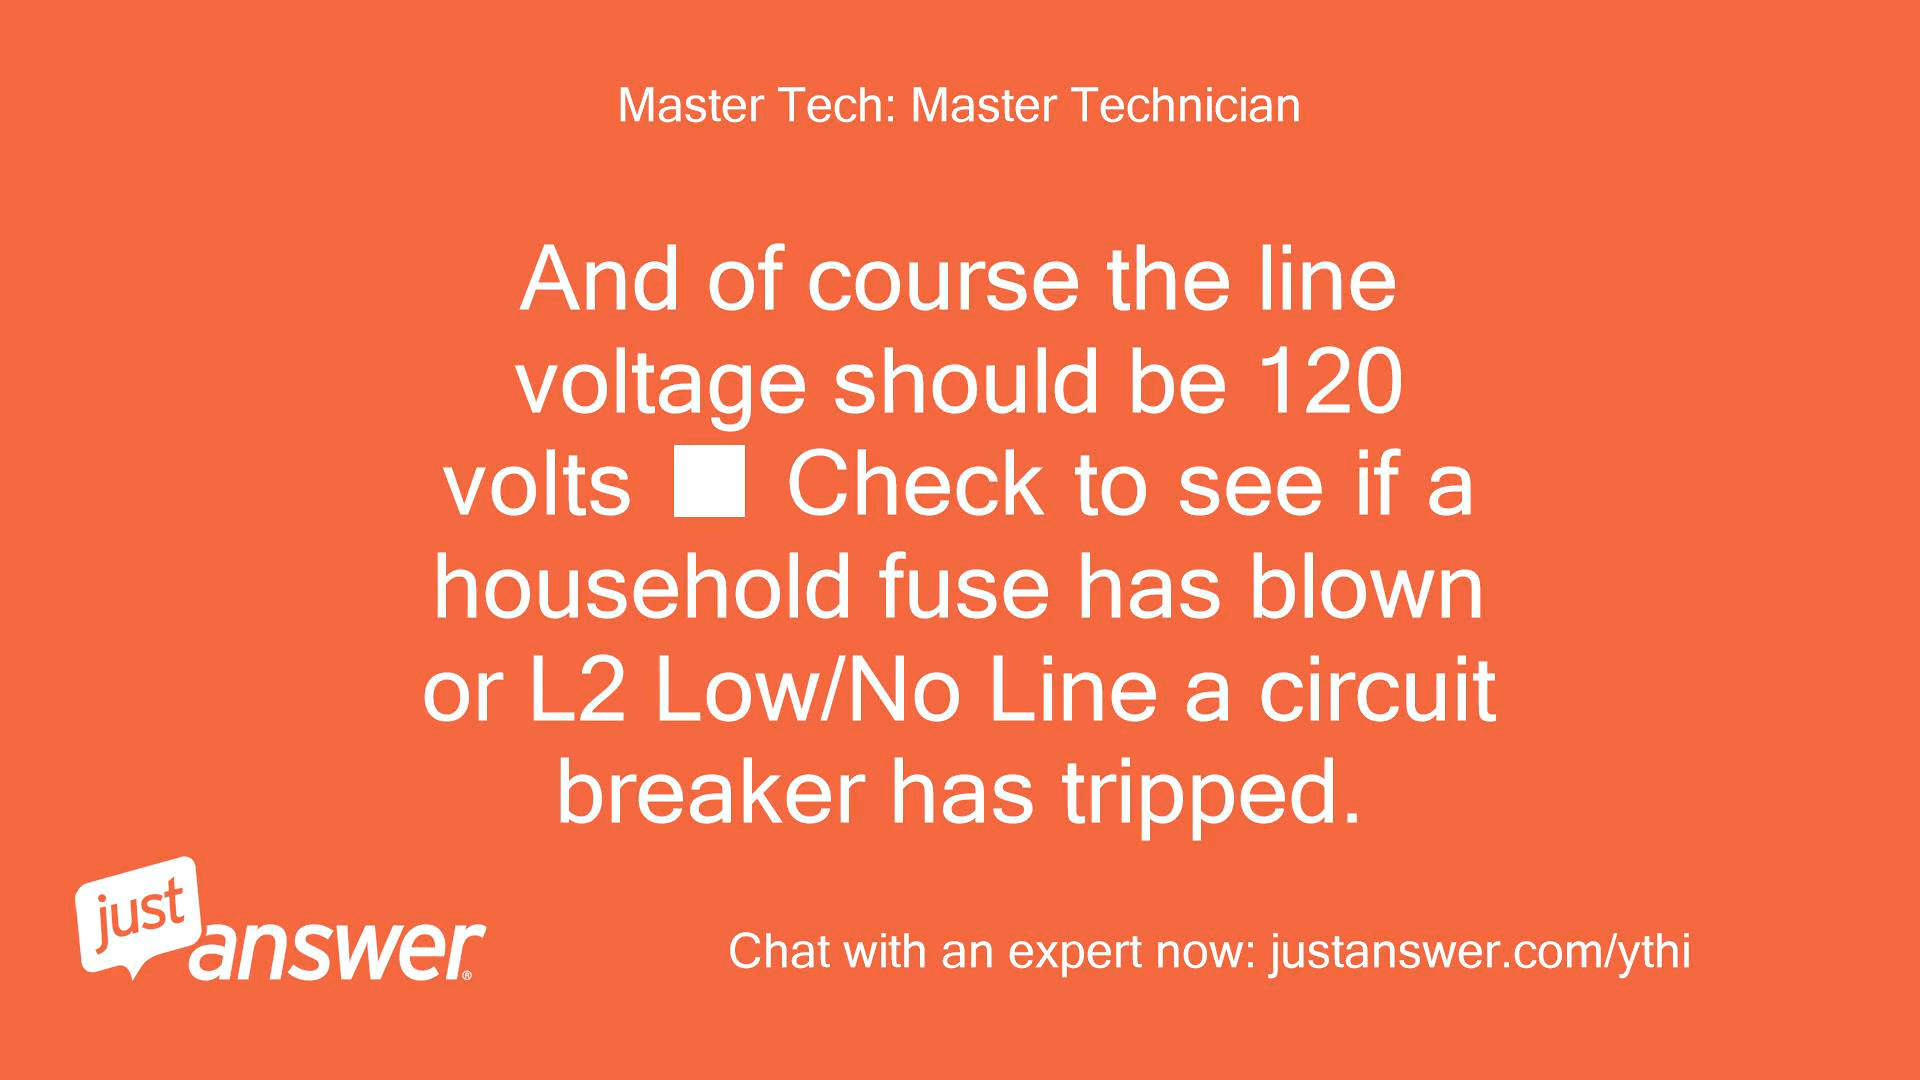 Master Tech: Master Technician
And of course the line
voltage should be 120
volts ■ Check to see if a
household fuse has blown
or L2 Low/No Line a circuit
breaker has tripped.
just
answer®
Chat with an expert now: justanswer.com/ythi